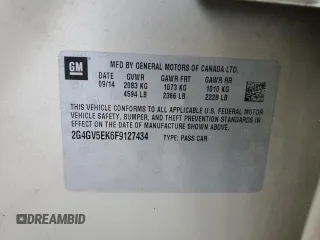 GM
MFD BY GENERAL MOTORS OF CANADA LTD.
DATE GVWR GAWR FRT GAWR RR
09/14 2083 KG 1073 KG 1010 KG
4594 LB 2366 LB 2228 LB
THIS VEHICLE CONFORMS TO ALL APPLICABLE U.S. FEDERAL MOTOR
VEHICLE SAFETY, BUMPER, AND THEFT PREVENTION STANDARDS IN EFFECT
ON THE DATE OF MANUFACTURE SHOWN ABOVE.
2G4GV5EK6F9127434 TYPE: PASS CAR
DREAMBID